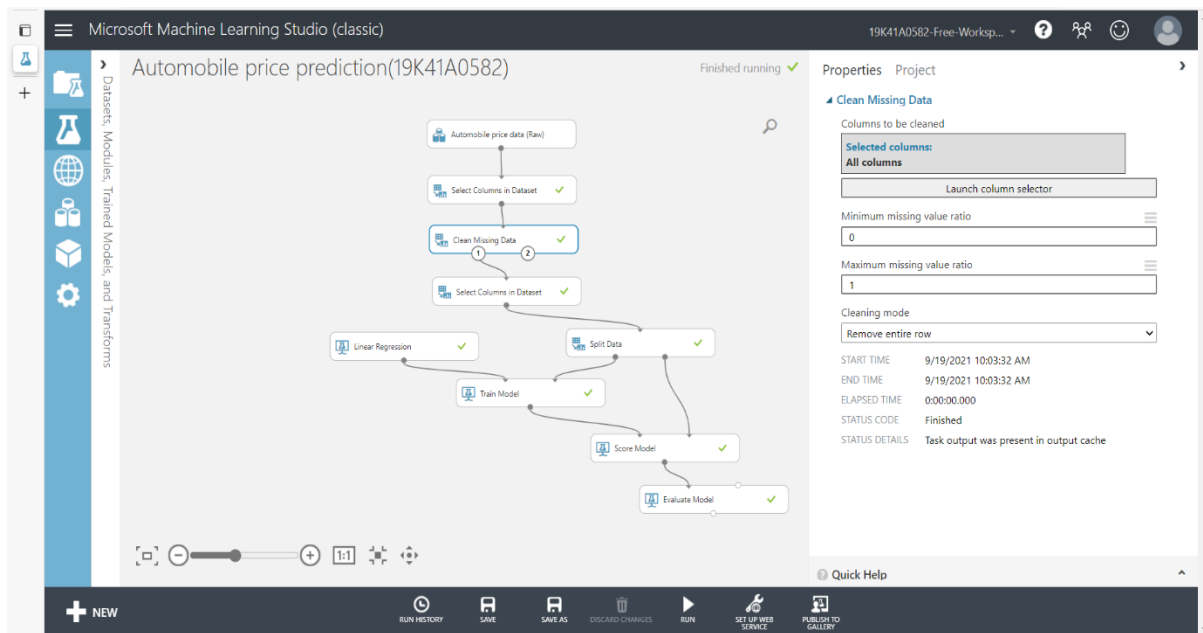 Microsoft Machine Learning Studio (classic)
19K41A0582-Free-Worksp...
Datasets, Modules, Trained Models, and Transforms
Automobile price prediction(19K41A0582)
Finished running
Automobile price data (Raw)
Select Columns in Dataset
Clean Missing Data
1
2
Select Columns in Dataset
Linear Regression
Split Data
Train Model
Score Model
Evaluate Model
1:1
Properties Project
Clean Missing Data
Columns to be cleaned
Selected columns:
All columns
Launch column selector
Minimum missing value ratio
0
Maximum missing value ratio
1
Cleaning mode
Remove entire row
START TIME 9/19/2021 10:03:32 AM
END TIME 9/19/2021 10:03:32 AM
ELAPSED TIME 0:00:00.000
STATUS CODE Finished
STATUS DETAILS Task output was present in output cache
Quick Help
NEW
RUN HISTORY
SAVE
SAVE AS
DISCARD CHANGES
RUN
SET UP WEB
SERVICE
PUBLISH TO
GALLERY